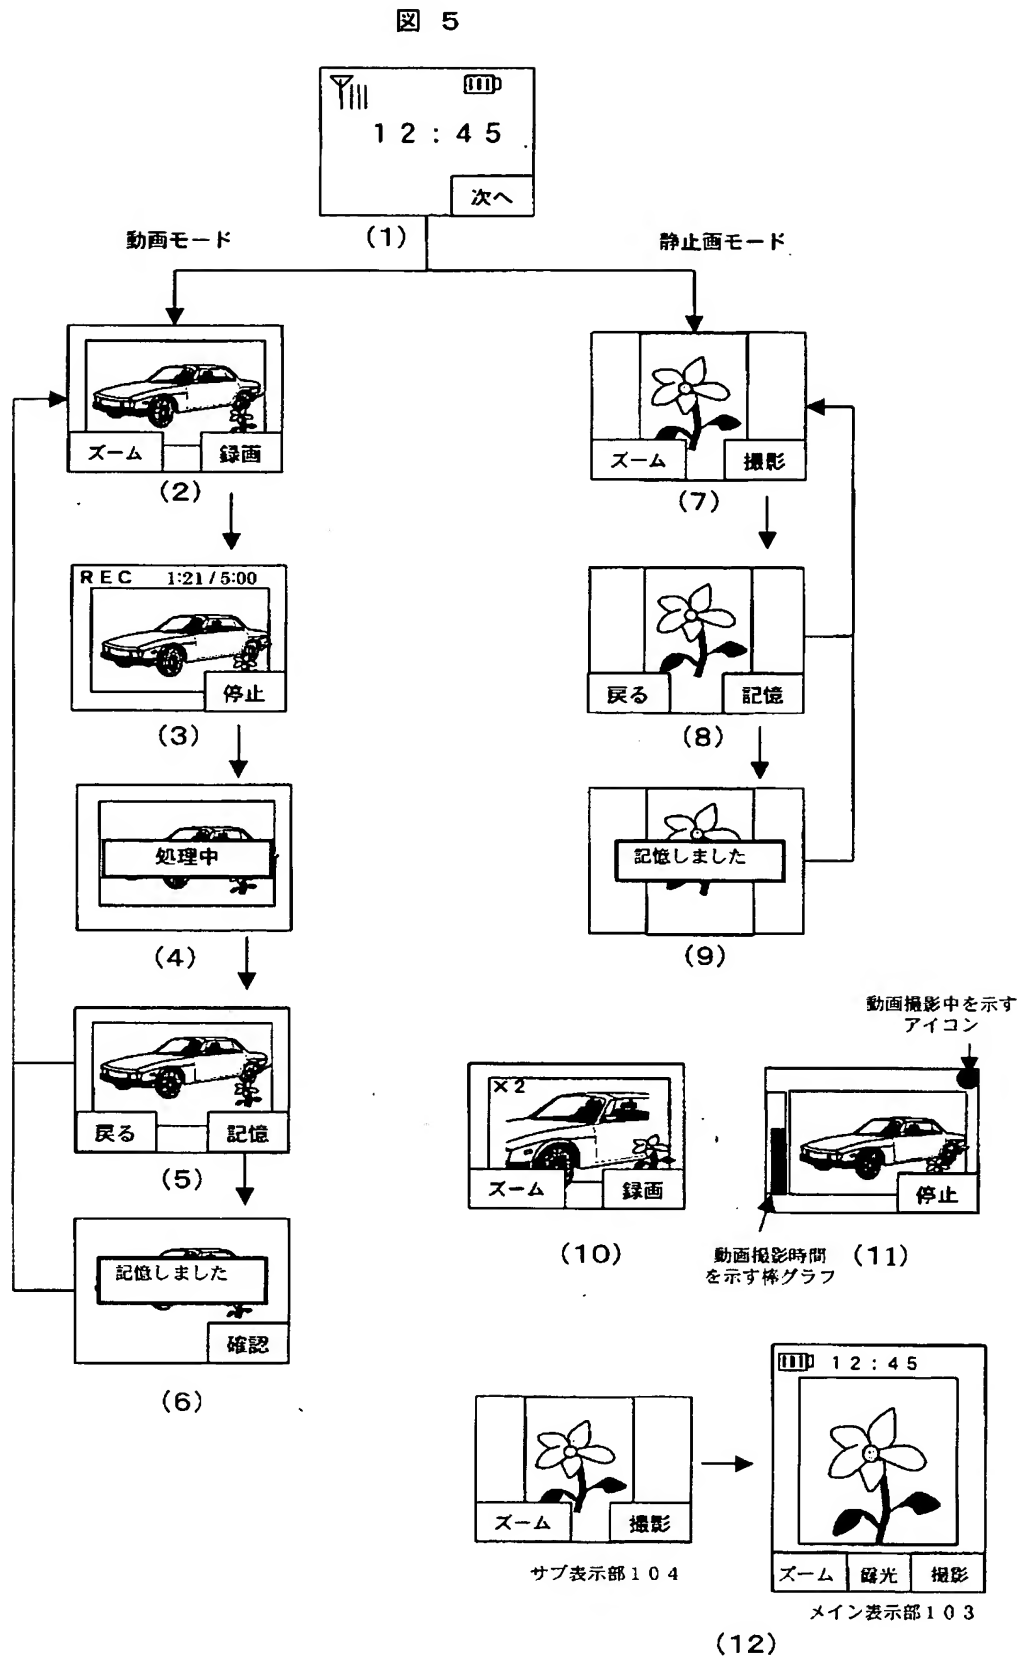 図 5
12:45
次へ
(1)
動画モード
静止画モード
ズーム
録画
(2)
ズーム
撮影
(7)
REC 1:21/5:00
停止
(3)
戻る
記憶
(8)
処理中
(4)
記憶しました
(9)
戻る
記憶
(5)
記憶しました
確認
(6)
×2
ズーム
録画
(10)
動画撮影中を示す
アイコン
停止
動画撮影時間
を示す棒グラフ
(11)
ズーム
撮影
サブ表示部104
12:45
ズーム
露光
撮影
メイン表示部103
(12)